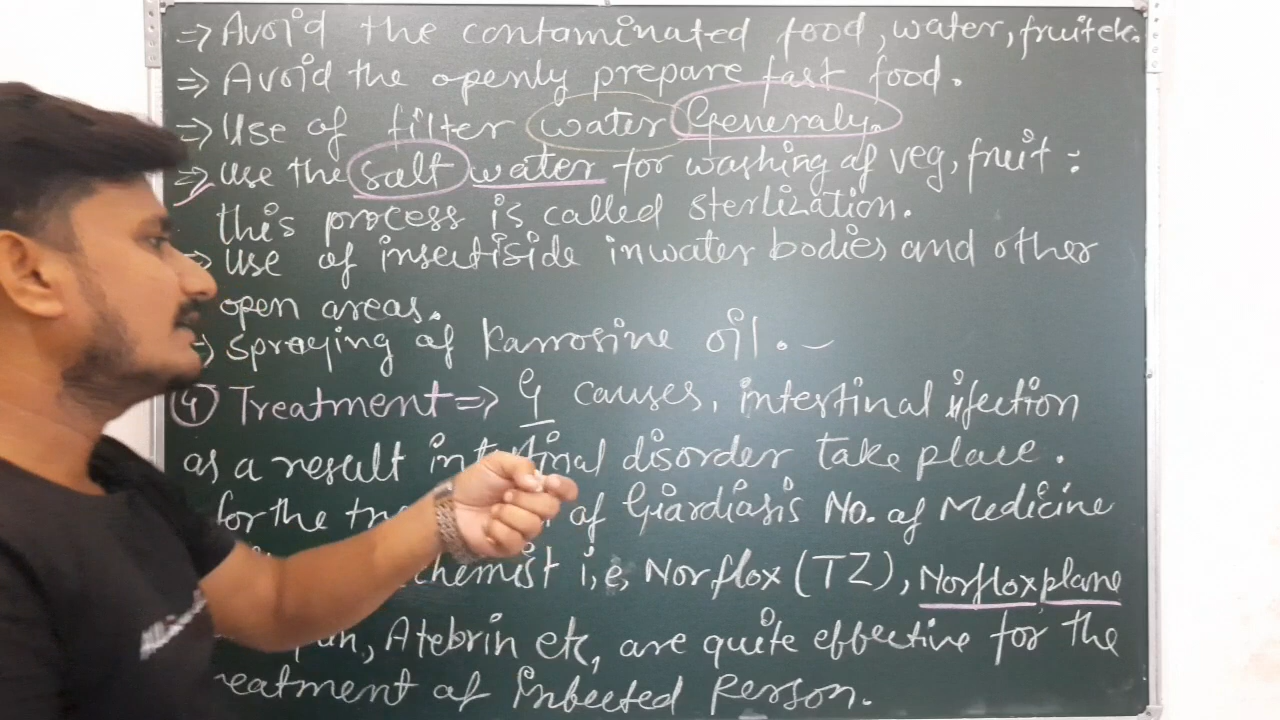 => Avoid the contaminated food, water, fruit etc.
=> Avoid the openly prepare fast food.
=> Use of filter water Generaly.
=> use the salt water for washing of veg, fruit :
this process is called sterlization.
=> use of insectiside in water bodies and other
open areas.
=> spraying of Karrosine oil.
④ Treatment => G causes, intestinal infection
as a result intestinal disorder take place.
for the of Giardiasis No. of Medicine
chemist i,e, Norflox (TZ), Norflox plane
Atebrin etc, are quite effective for the
reatment of infected Person.